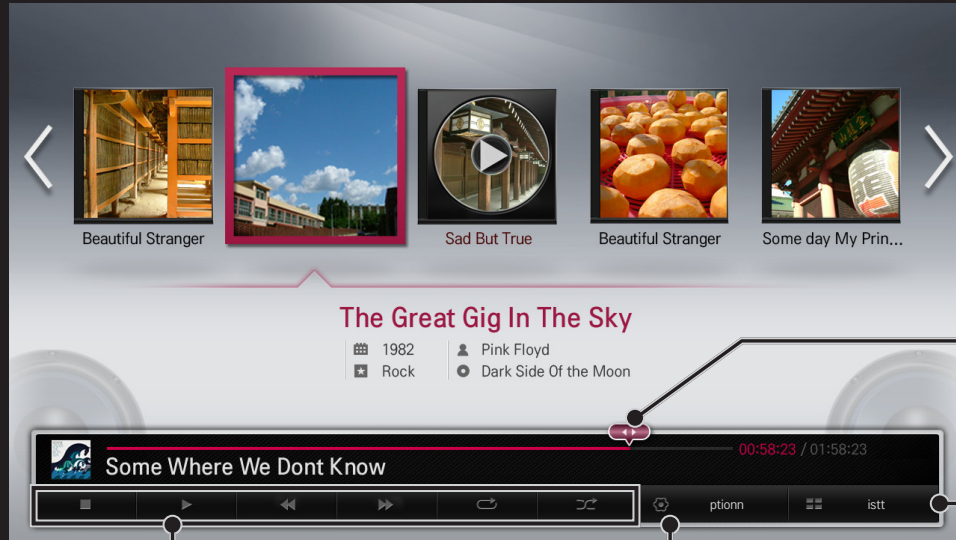 Beautiful Stranger
Sad But True
Beautiful Stranger
Some day My Prin...
The Great Gig In The Sky
1982
Pink Floyd
Rock
Dark Side Of the Moon
00:58:23 / 01:58:23
Some Where We Dont Know
ptionn
istt